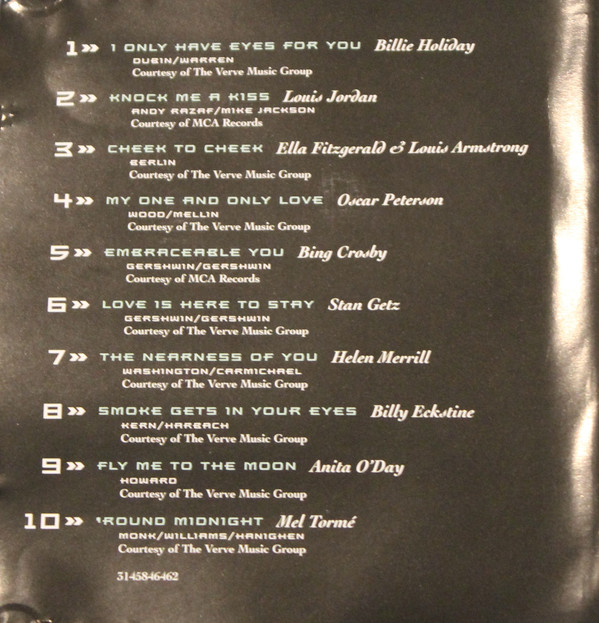 1 » I ONLY HAVE EYES FOR YOU Billie Holiday
DUBIN/WARREN
Courtesy of The Verve Music Group
2 » KNOCK ME A KISS Louis Jordan
ANDY RAZAF/MIKE JACKSON
Courtesy of MCA Records
3 » CHEEK TO CHEEK Ella Fitzgerald & Louis Armstrong
BERLIN
Courtesy of The Verve Music Group
4 » MY ONE AND ONLY LOVE Oscar Peterson
WOOD/MELLIN
Courtesy of The Verve Music Group
5 » EMBRACEABLE YOU Bing Crosby
GERSHWIN/GERSHWIN
Courtesy of MCA Records
6 » LOVE IS HERE TO STAY Stan Getz
GERSHWIN/GERSHWIN
Courtesy of The Verve Music Group
7 » THE NEARNESS OF YOU Helen Merrill
WASHINGTON/CARMICHAEL
Courtesy of The Verve Music Group
8 » SMOKE GETS IN YOUR EYES Billy Eckstine
KERN/HARBACH
Courtesy of The Verve Music Group
9 » FLY ME TO THE MOON Anita O'Day
HOWARD
Courtesy of The Verve Music Group
10 » 'ROUND MIDNIGHT Mel Tormé
MONK/WILLIAMS/HANIGHEN
Courtesy of The Verve Music Group
31458-46462